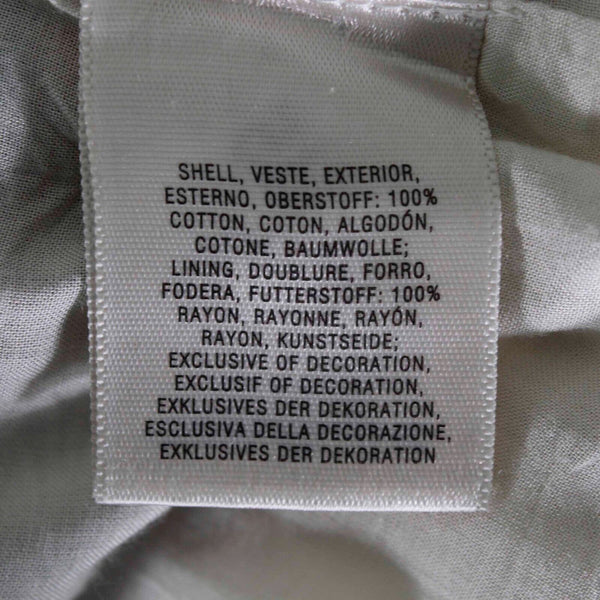 SHELL, VESTE, EXTERIOR,
ESTERNO, OBERSTOFF: 100%
COTTON, COTON, ALGODÓN,
COTONE, BAUMWOLLE;
LINING, DOUBLURE, FORRO,
FODERA, FUTTERSTOFF: 100%
RAYON, RAYONNE, RAYÓN,
RAYON, KUNSTSEIDE;
EXCLUSIVE OF DECORATION,
EXCLUSIF OF DECORATION,
EXKLUSIVES DER DEKORATION,
ESCLUSIVA DELLA DECORAZIONE,
EXKLUSIVES DER DEKORATION